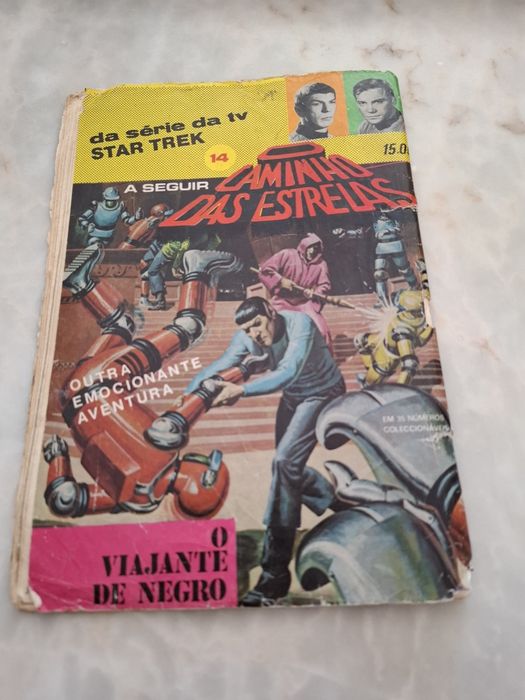 da série da tv
STAR TREK
14
15.0
A SEGUIR
O
CAMINHO
DAS ESTRELAS
OUTRA
EMOCIONANTE
AVENTURA
EM 35 NÚMEROS
COLECCIONÁVEIS
O
VIAJANTE
DE NEGRO